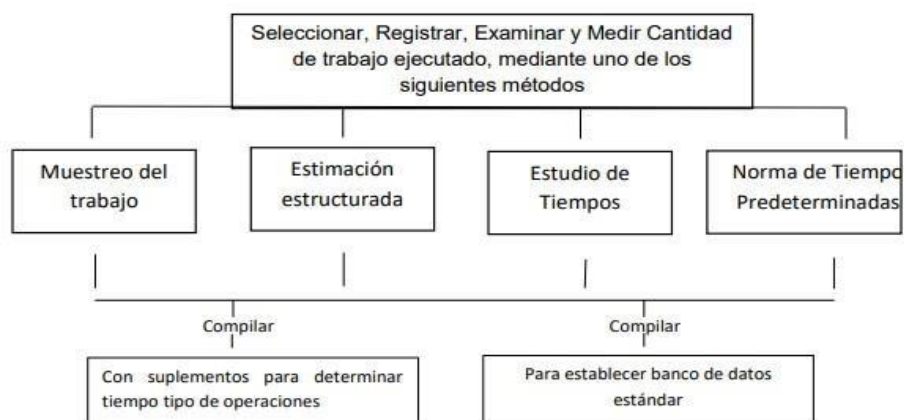 Seleccionar, Registrar, Examinar y Medir Cantidad
de trabajo ejecutado, mediante uno de los
siguientes métodos
Muestreo del
trabajo
Estimación
estructurada
Estudio de
Tiempos
Norma de Tiempo
Predeterminadas
Compilar
Compilar
Con suplementos para determinar
tiempo tipo de operaciones
Para establecer banco de datos
estándar